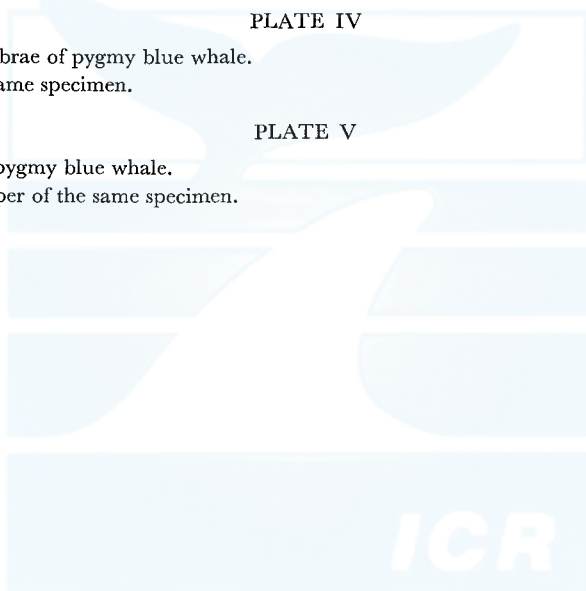 PLATE IV
brae of pygmy blue whale.
ame specimen.
PLATE V
pygmy blue whale.
ber of the same specimen.
ICR